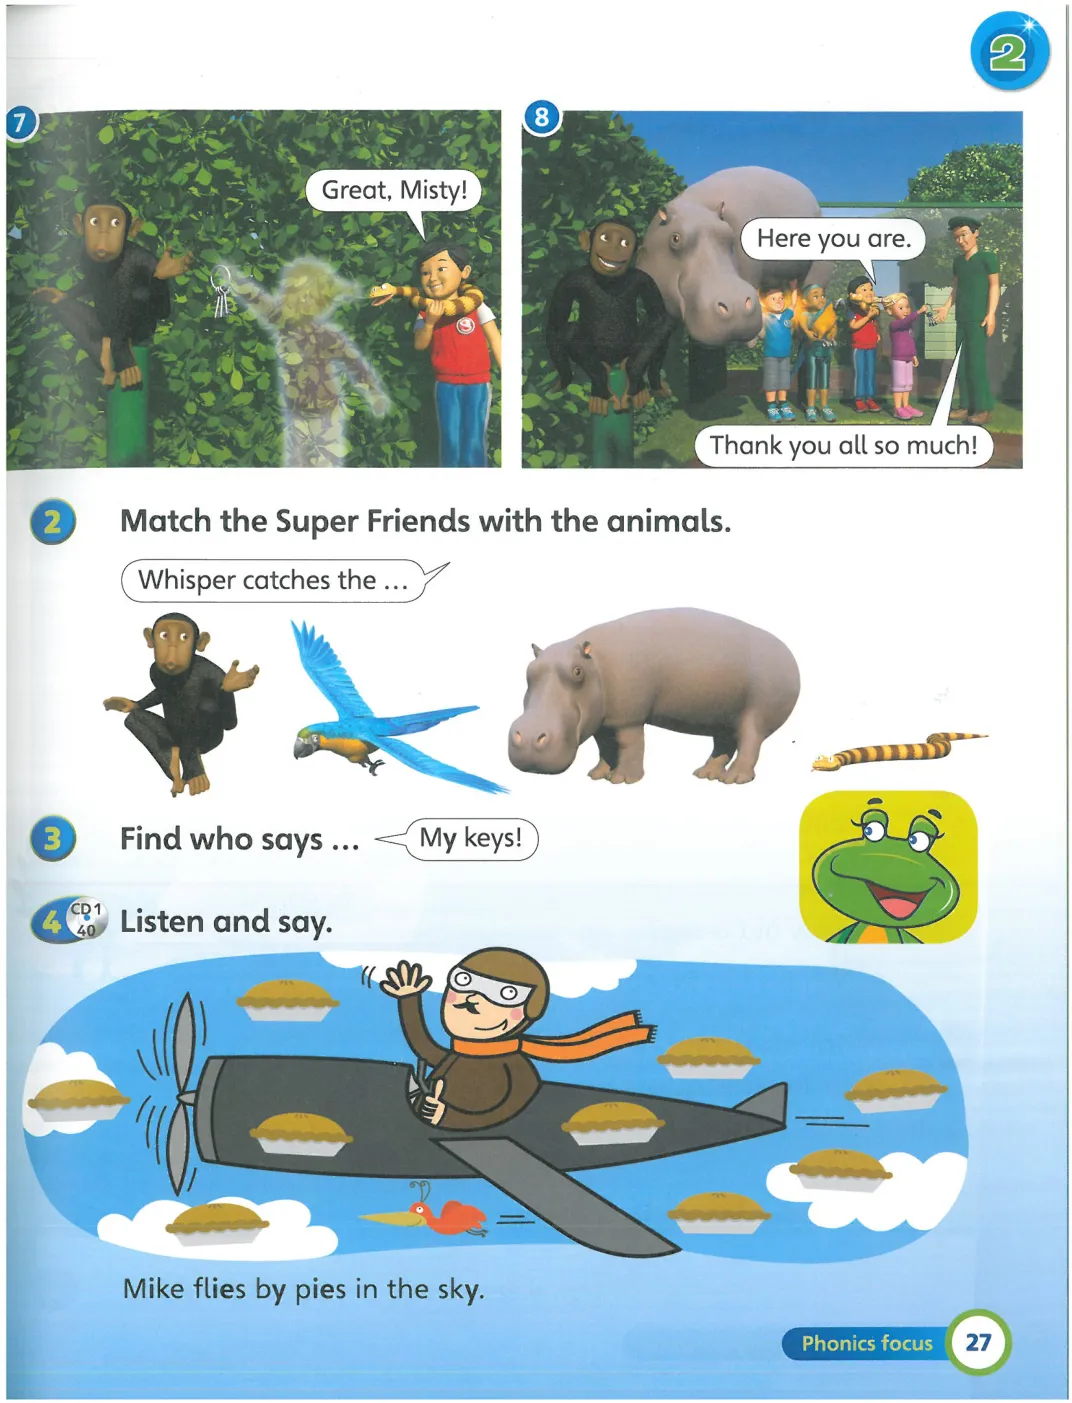 2
7
Great, Misty!
8
Here you are.
Thank you all so much!
2 Match the Super Friends with the animals.
Whisper catches the ...
3 Find who says ... My keys!
4 CD1 40 Listen and say.
Mike flies by pies in the sky.
Phonics focus 27